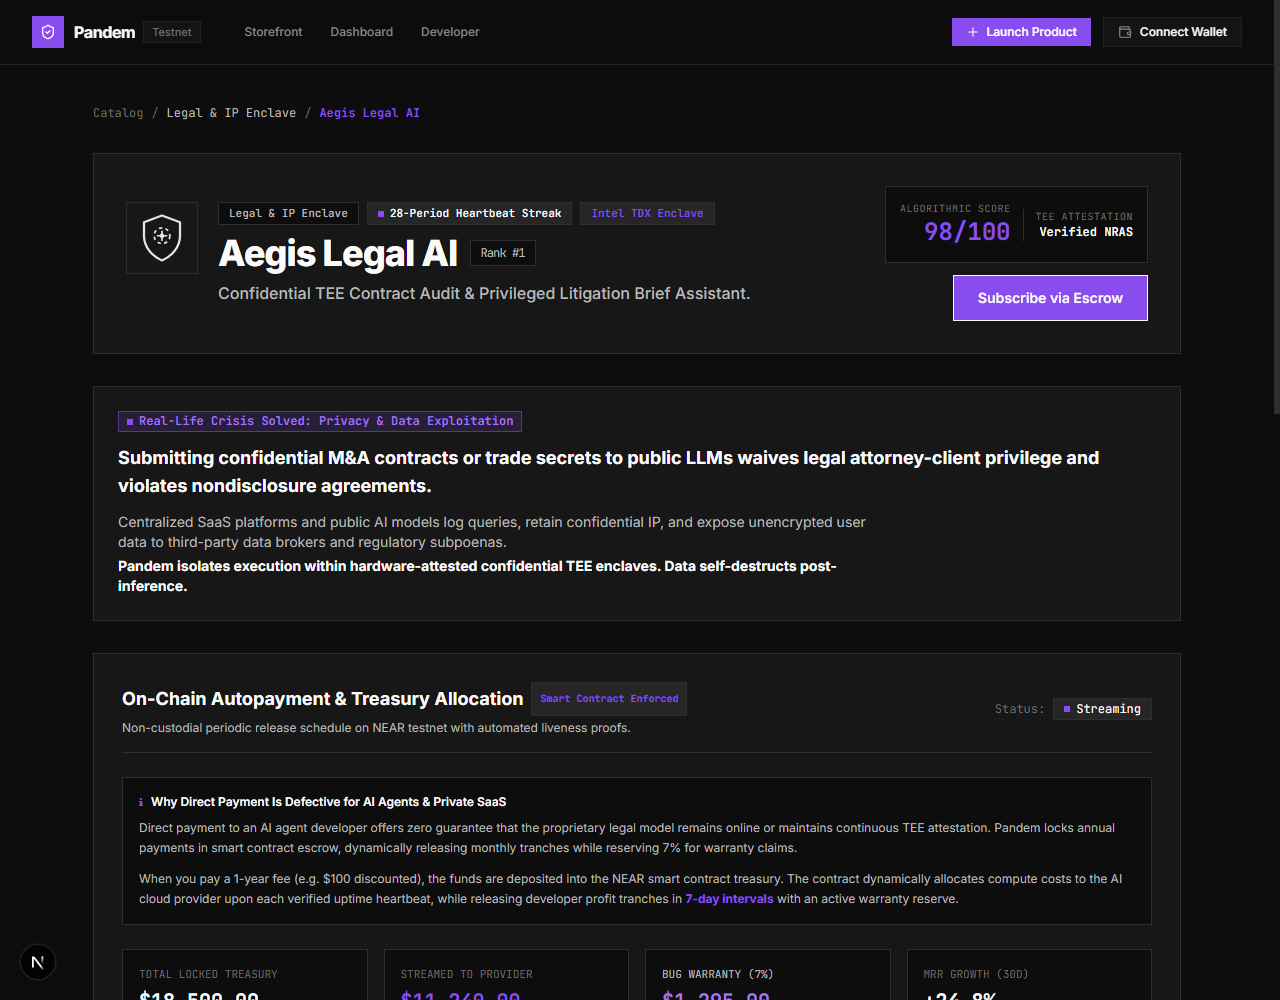 Pandem
Testnet
Storefront
Dashboard
Developer
Launch Product
Connect Wallet
Catalog / Legal & IP Enclave / Aegis Legal AI
Legal & IP Enclave
28-Period Heartbeat Streak
Intel TDX Enclave
Aegis Legal AI
Rank #1
Confidential TEE Contract Audit & Privileged Litigation Brief Assistant.
ALGORITHMIC SCORE
98/100
TEE ATTESTATION
Verified NRAS
Subscribe via Escrow
Real-Life Crisis Solved: Privacy & Data Exploitation
Submitting confidential M&A contracts or trade secrets to public LLMs waives legal attorney-client privilege and
violates nondisclosure agreements.
Centralized SaaS platforms and public AI models log queries, retain confidential IP, and expose unencrypted user
data to third-party data brokers and regulatory subpoenas.
Pandem isolates execution within hardware-attested confidential TEE enclaves. Data self-destructs post-
inference.
On-Chain Autopayment & Treasury Allocation
Smart Contract Enforced
Non-custodial periodic release schedule on NEAR testnet with automated liveness proofs.
Status:
Streaming
i Why Direct Payment Is Defective for AI Agents & Private SaaS
Direct payment to an AI agent developer offers zero guarantee that the proprietary legal model remains online or maintains continuous TEE attestation. Pandem locks annual
payments in smart contract escrow, dynamically releasing monthly tranches while reserving 7% for warranty claims.
When you pay a 1-year fee (e.g. $100 discounted), the funds are deposited into the NEAR smart contract treasury. The contract dynamically allocates compute costs to the AI
cloud provider upon each verified uptime heartbeat, while releasing developer profit tranches in 7-day intervals with an active warranty reserve.
TOTAL LOCKED TREASURY
$18,500.00
STREAMED TO PROVIDER
$11,240.00
BUG WARRANTY (7%)
$1,295.00
MRR GROWTH (30D)
+24.8%
N